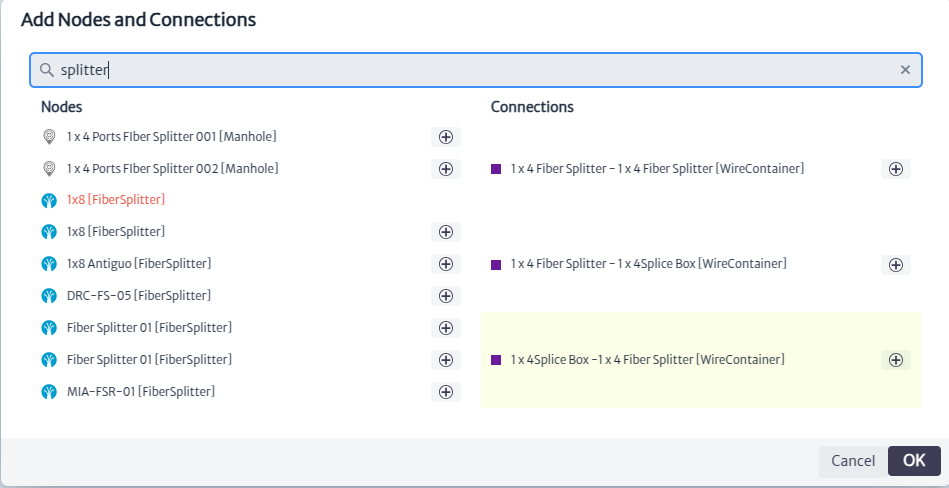 Add Nodes and Connections
splitter
Nodes
Connections
1 x 4 Ports FIber Splitter 001 [Manhole]
1 x 4 Ports FIber Splitter 002 [Manhole]
1 x 4 Fiber Splitter - 1 x 4 Fiber Splitter [WireContainer]
1x8 [FiberSplitter]
1x8 [FiberSplitter]
1x8 Antiguo [FiberSplitter]
1 x 4 Fiber Splitter - 1 x 4Splice Box [WireContainer]
DRC-FS-05 [FiberSplitter]
Fiber Splitter 01 [FiberSplitter]
Fiber Splitter 01 [FiberSplitter]
1 x 4Splice Box -1 x 4 Fiber Splitter [WireContainer]
MIA-FSR-01 [FiberSplitter]
Cancel
OK